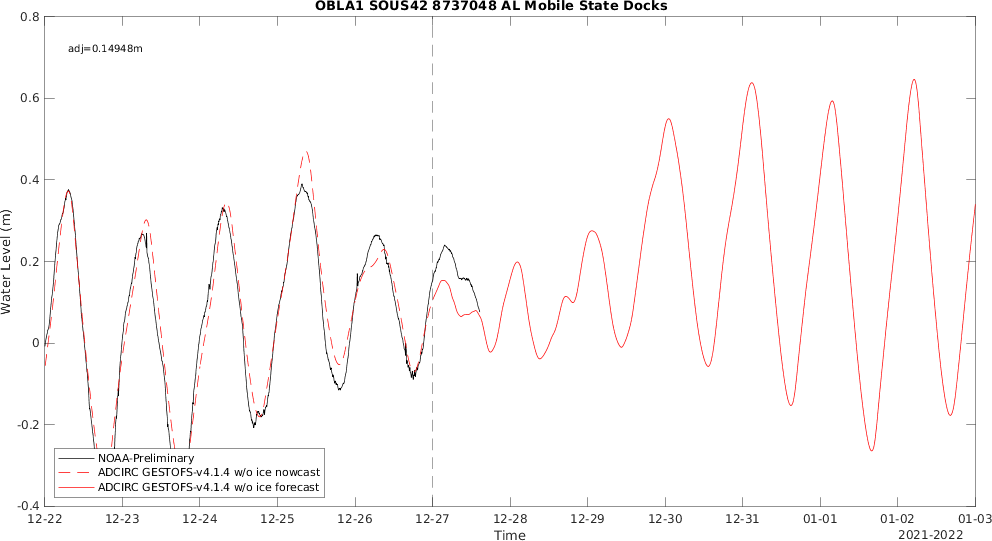 OBLA1 SOUS42 8737048 AL Mobile State Docks
adj=0.14948m
Water Level (m)
0.8
0.6
0.4
0.2
0
-0.2
-0.4
NOAA-Preliminary
ADCIRC GESTOFS-v4.1.4 w/o ice nowcast
ADCIRC GESTOFS-v4.1.4 w/o ice forecast
12-22 12-23 12-24 12-25 12-26 12-27 12-28 12-29 12-30 12-31 01-01 01-02 01-03
Time
2021-2022